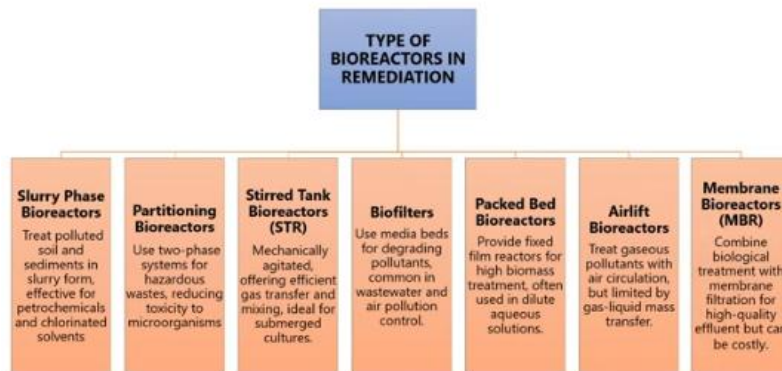 TYPE OF
BIOREACTORS IN
REMEDIATION
Slurry Phase
Bioreactors
Treat polluted
soil and
sediments in
slurry form,
effective for
petrochemicals
and chlorinated
solvents
Partitioning
Bioreactors
Use two-phase
systems for
hazardous
wastes, reducing
toxicity to
microorganisms
Stirred Tank
Bioreactors
(STR)
Mechanically
agitated,
offering efficient
gas transfer and
mixing, ideal for
submerged
cultures.
Biofilters
Use media beds
for degrading
pollutants,
common in
wastewater and
air pollution
control.
Packed Bed
Bioreactors
Provide fixed
film reactors for
high biomass
treatment, often
used in dilute
aqueous
solutions.
Airlift
Bioreactors
Treat gaseous
pollutants with
air circulation,
but limited by
gas-liquid mass
transfer.
Membrane
Bioreactors
(MBR)
Combine
biological
treatment with
membrane
filtration for
high-quality
effluent but can
be costly.